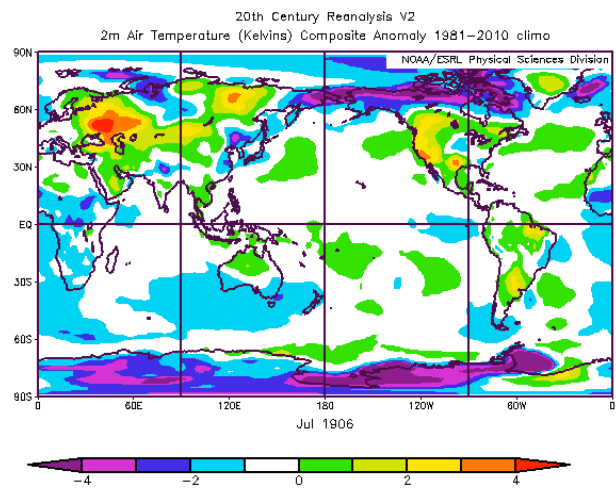 20th Century Reanalysis V2
2m Air Temperature (Kelvins) Composite Anomaly 1981-2010 climo
NOAA/ESRL Physical Sciences Division
90N
60N
30N
EQ
30S
60S
90S
0 60E 120E 180 120W 60W 0
Jul 1906
-4 -2 0 2 4